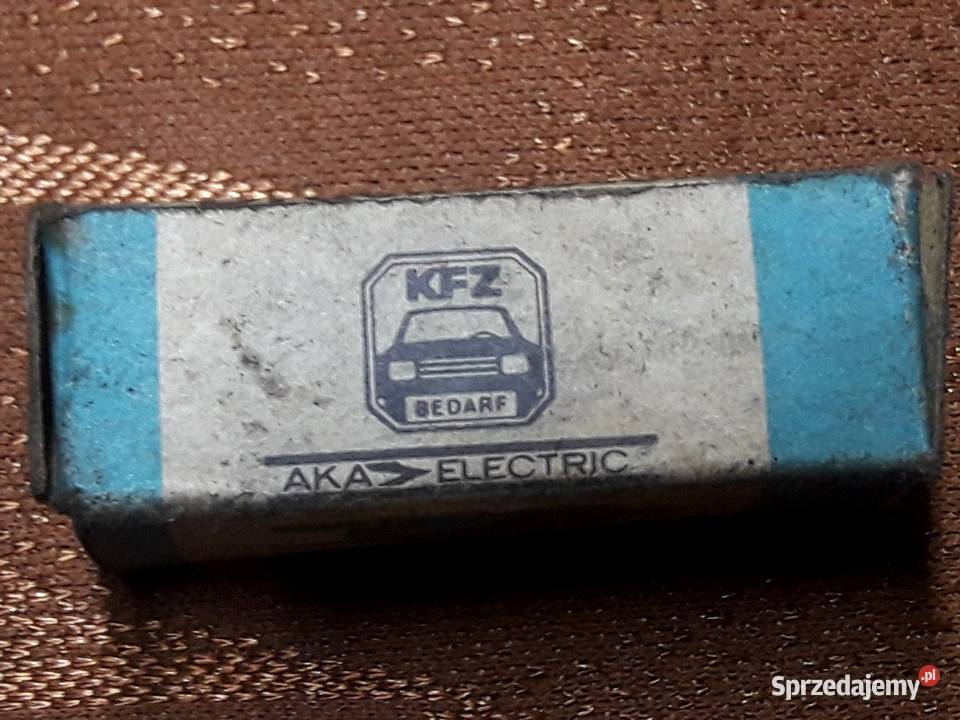 KFZ
BEDARF
AKA ELECTRIC
Sprzedajemy.pl